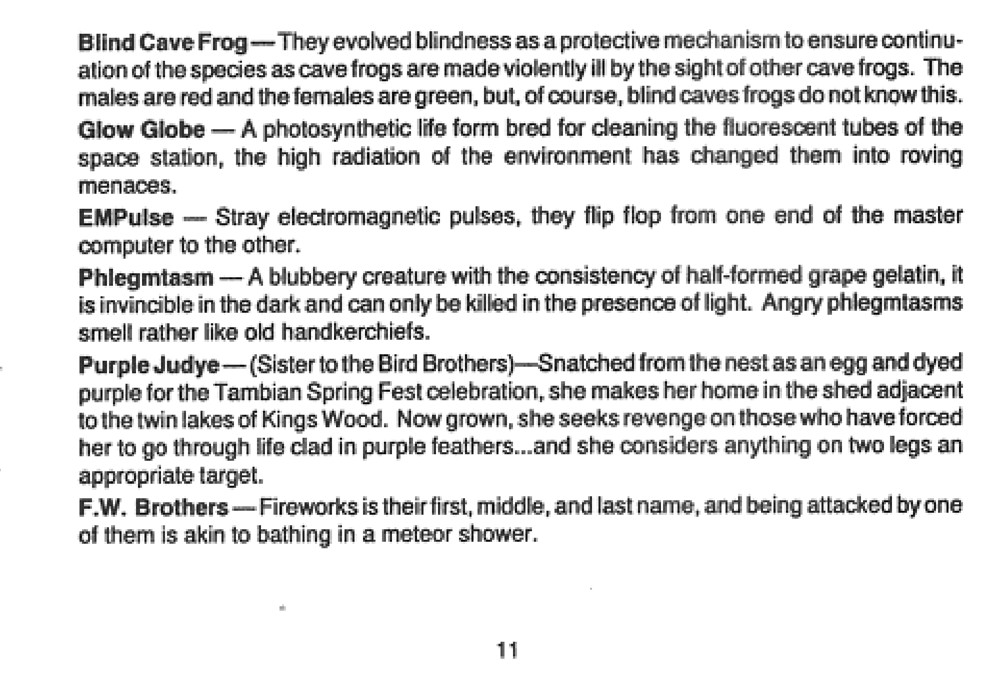 Blind Cave Frog — They evolved blindness as a protective mechanism to ensure continu-
ation of the species as cave frogs are made violently ill by the sight of other cave frogs. The
males are red and the females are green, but, of course, blind caves frogs do not know this.
Glow Globe — A photosynthetic life form bred for cleaning the fluorescent tubes of the
space station, the high radiation of the environment has changed them into roving
menaces.
EMPulse — Stray electromagnetic pulses, they flip flop from one end of the master
computer to the other.
Phlegmtasm — A blubbery creature with the consistency of half-formed grape gelatin, it
is invincible in the dark and can only be killed in the presence of light. Angry phlegmtasms
smell rather like old handkerchiefs.
Purple Judye — (Sister to the Bird Brothers)—Snatched from the nest as an egg and dyed
purple for the Tambian Spring Fest celebration, she makes her home in the shed adjacent
to the twin lakes of Kings Wood. Now grown, she seeks revenge on those who have forced
her to go through life clad in purple feathers...and she considers anything on two legs an
appropriate target.
F.W. Brothers — Fireworks is their first, middle, and last name, and being attacked by one
of them is akin to bathing in a meteor shower.
11